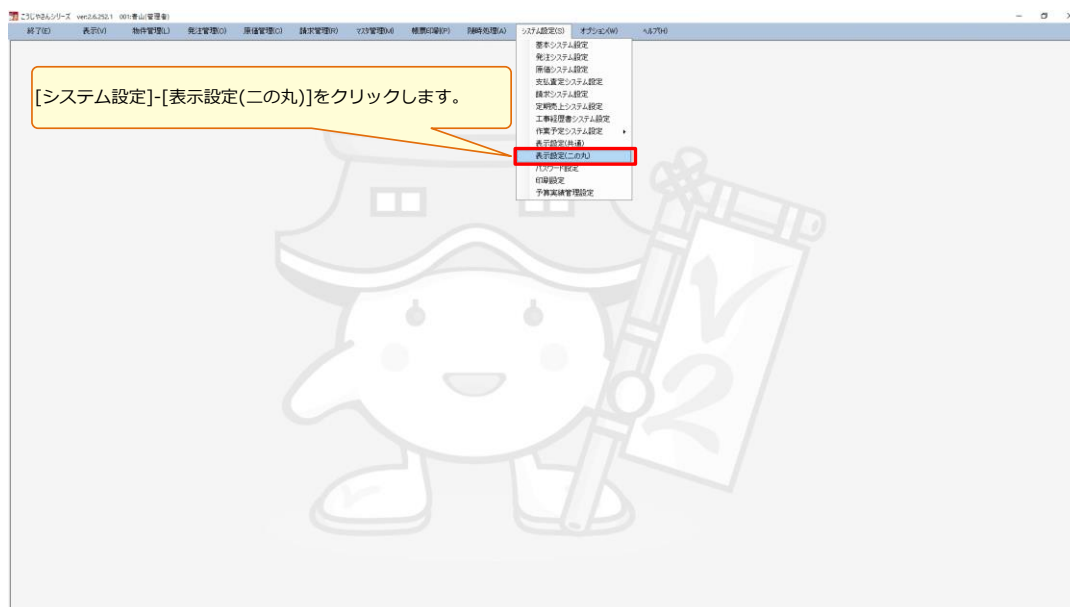 こうじやさんシリーズ ver.2.6.252.1 001:青山(管理者)
終了(E) 表示(V) 物件管理(L) 発注管理(O) 原価管理(C) 請求管理(R) マスタ管理(M) 帳票印刷(P) 随時処理(A) システム設定(S) オプション(W) ヘルプ(H)
基本システム設定
発注システム設定
原価システム設定
支払査定システム設定
請求システム設定
定期売上システム設定
工事経歴書システム設定
作業予定システム設定
表示設定(共通)
表示設定(二の丸)
パスワード設定
印刷設定
予算実績管理設定
[システム設定]-[表示設定(二の丸)]をクリックします。
V2